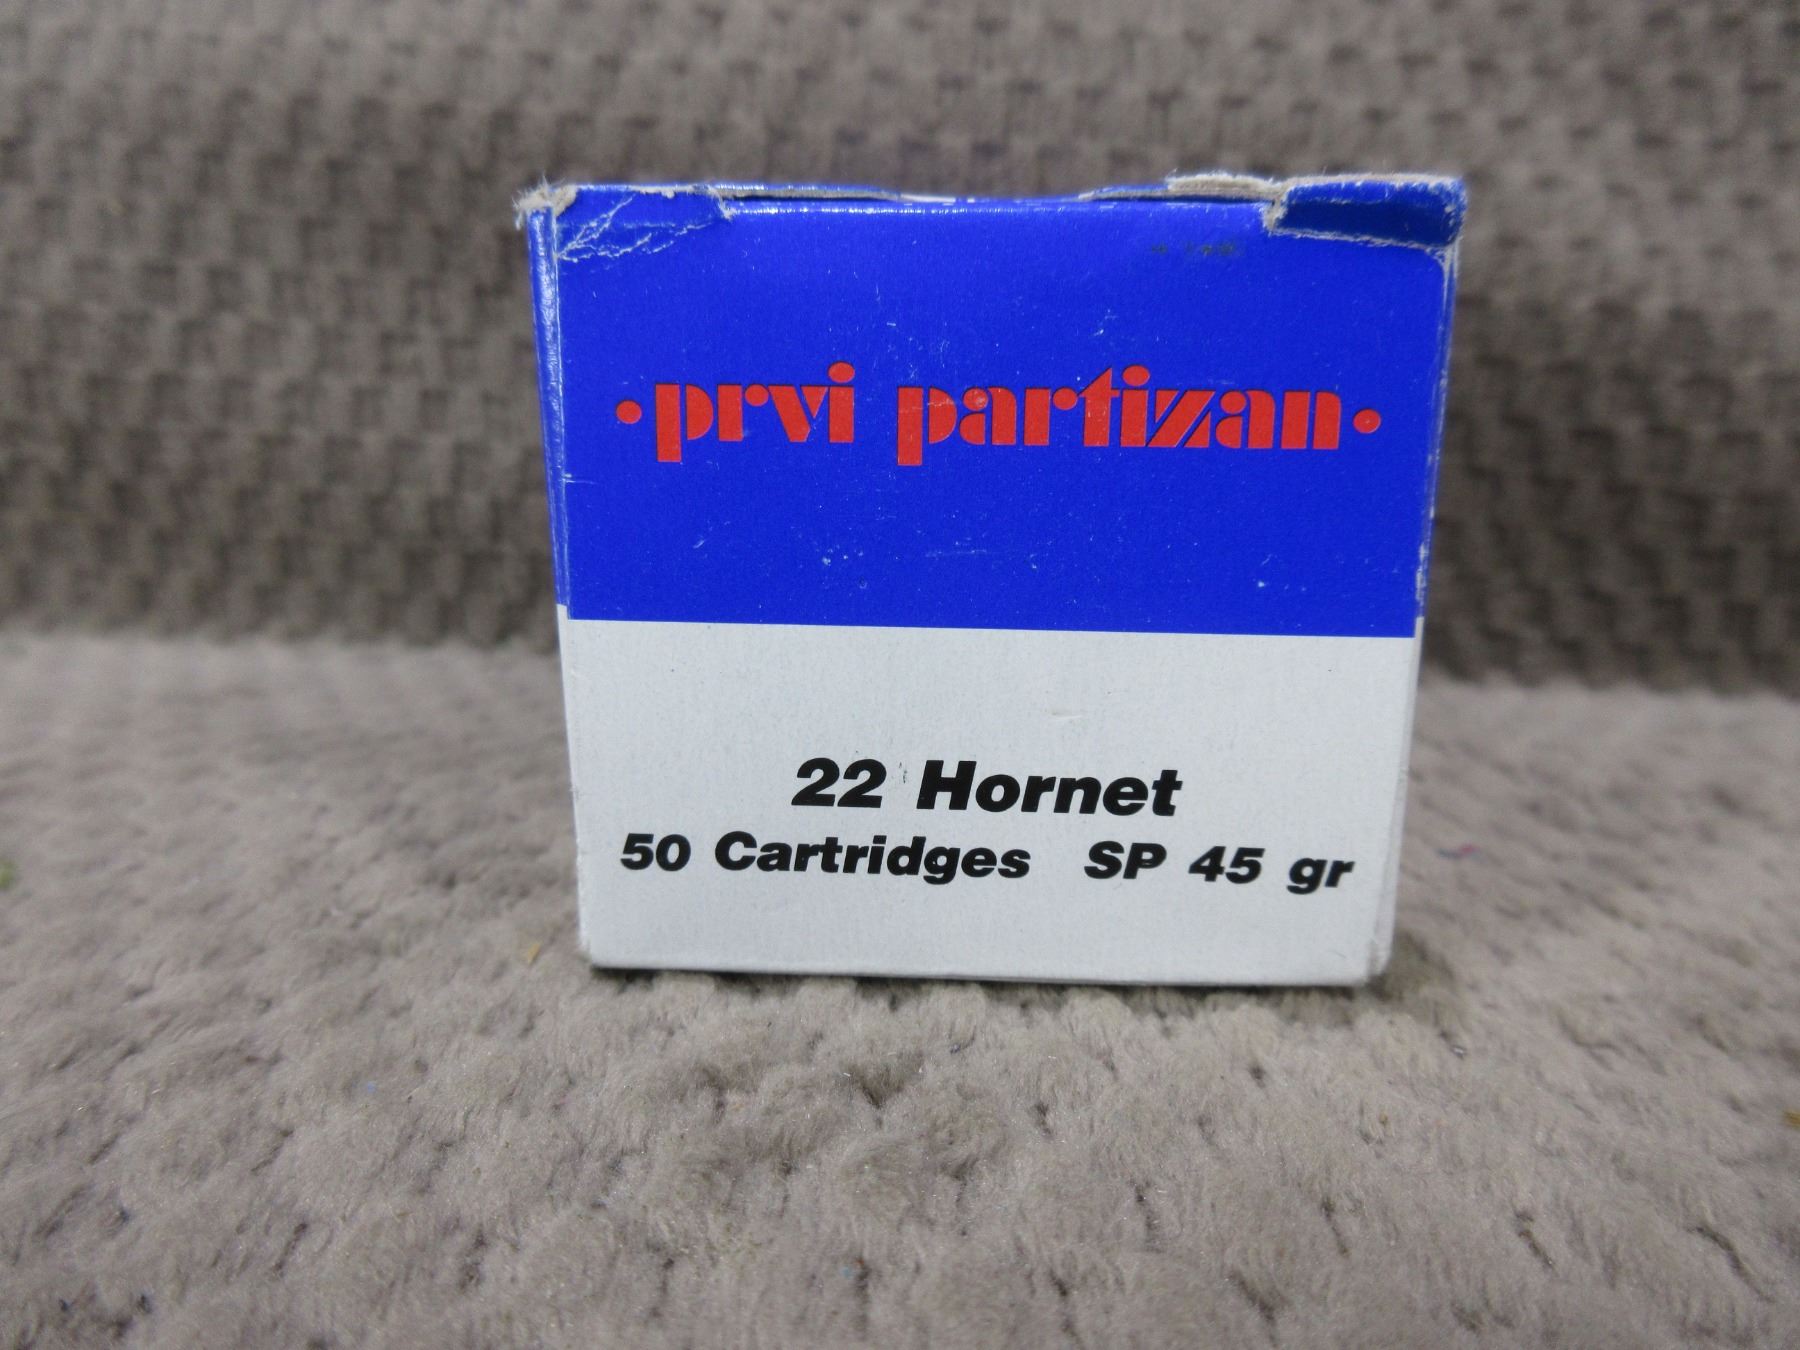 ·prvi partizan·
22 Hornet
50 Cartridges SP 45 gr